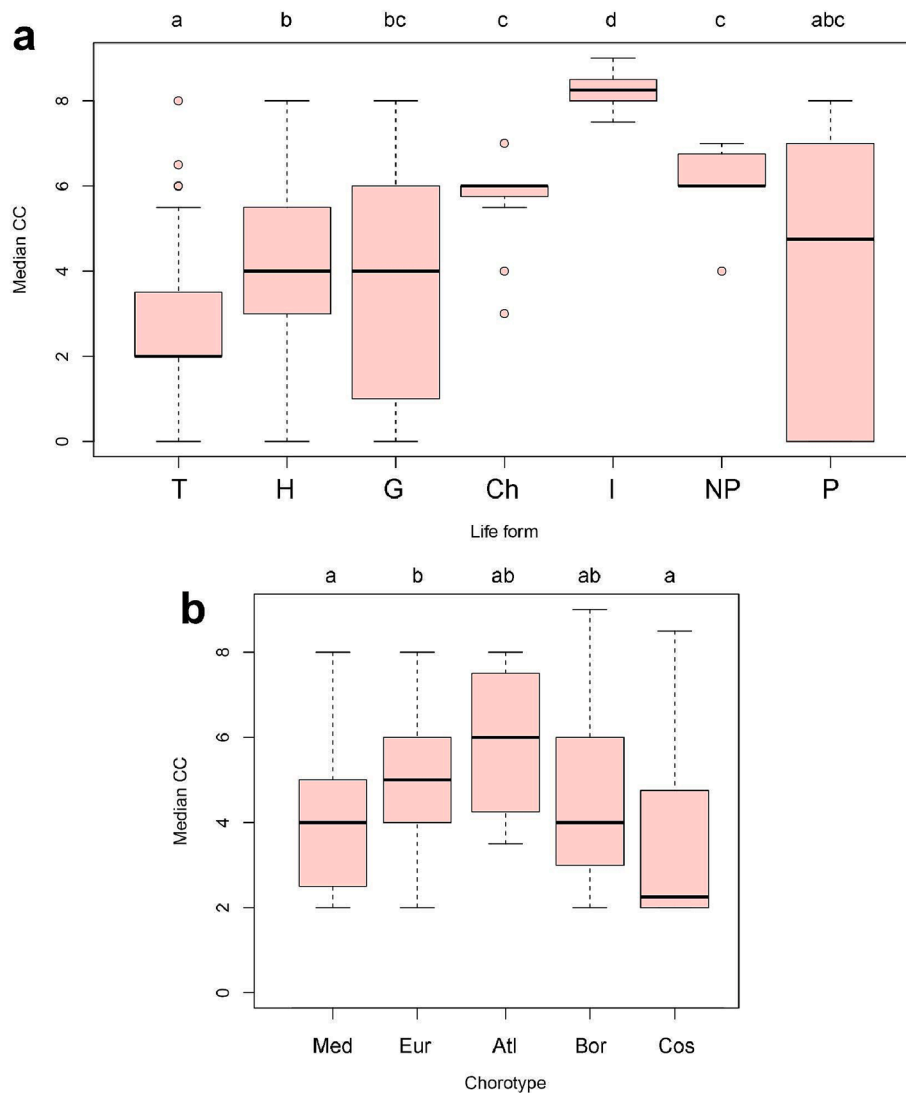 a
a b bc c d c abc
Median CC
8
6
4
2
0
T H G Ch I NP P
Life form
b
a b ab ab a
Median CC
8
6
4
2
0
Med Eur Atl Bor Cos
Chorotype